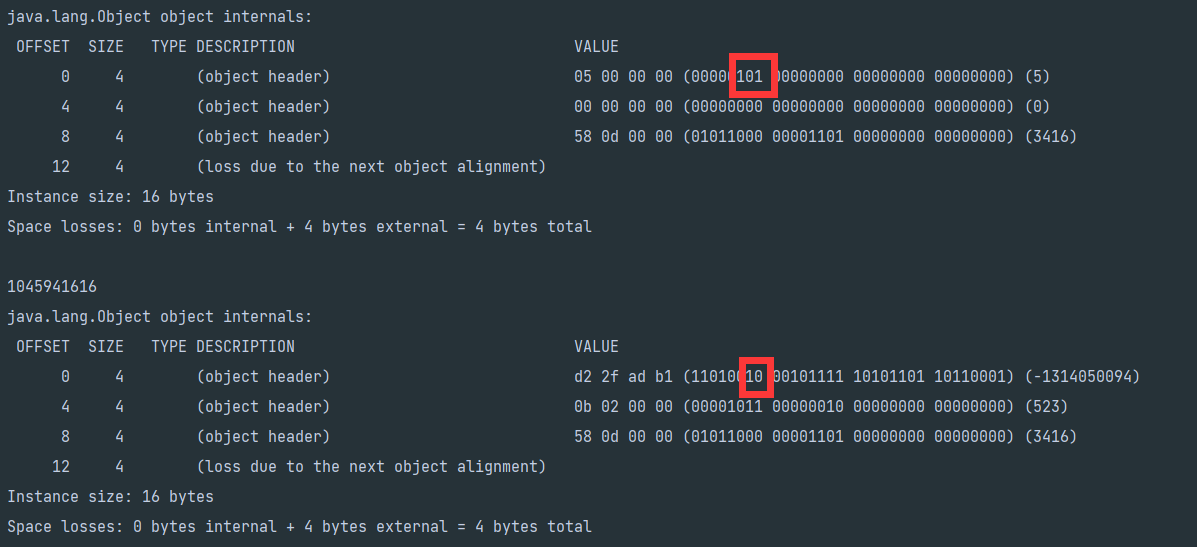 java.lang.Object object internals:
 OFFSET  SIZE   TYPE DESCRIPTION                               VALUE
      0     4        (object header)                           05 00 00 00 (00000101 00000000 00000000 00000000) (5)
      4     4        (object header)                           00 00 00 00 (00000000 00000000 00000000 00000000) (0)
      8     4        (object header)                           58 0d 00 00 (01011000 00001101 00000000 00000000) (3416)
     12     4        (loss due to the next object alignment)
Instance size: 16 bytes
Space losses: 0 bytes internal + 4 bytes external = 4 bytes total
1045941616
java.lang.Object object internals:
 OFFSET  SIZE   TYPE DESCRIPTION                               VALUE
      0     4        (object header)                           d2 2f ad b1 (11010010 00101111 10101101 10110001) (-1314050094)
      4     4        (object header)                           0b 02 00 00 (00001011 00000010 00000000 00000000) (523)
      8     4        (object header)                           58 0d 00 00 (01011000 00001101 00000000 00000000) (3416)
     12     4        (loss due to the next object alignment)
Instance size: 16 bytes
Space losses: 0 bytes internal + 4 bytes external = 4 bytes total